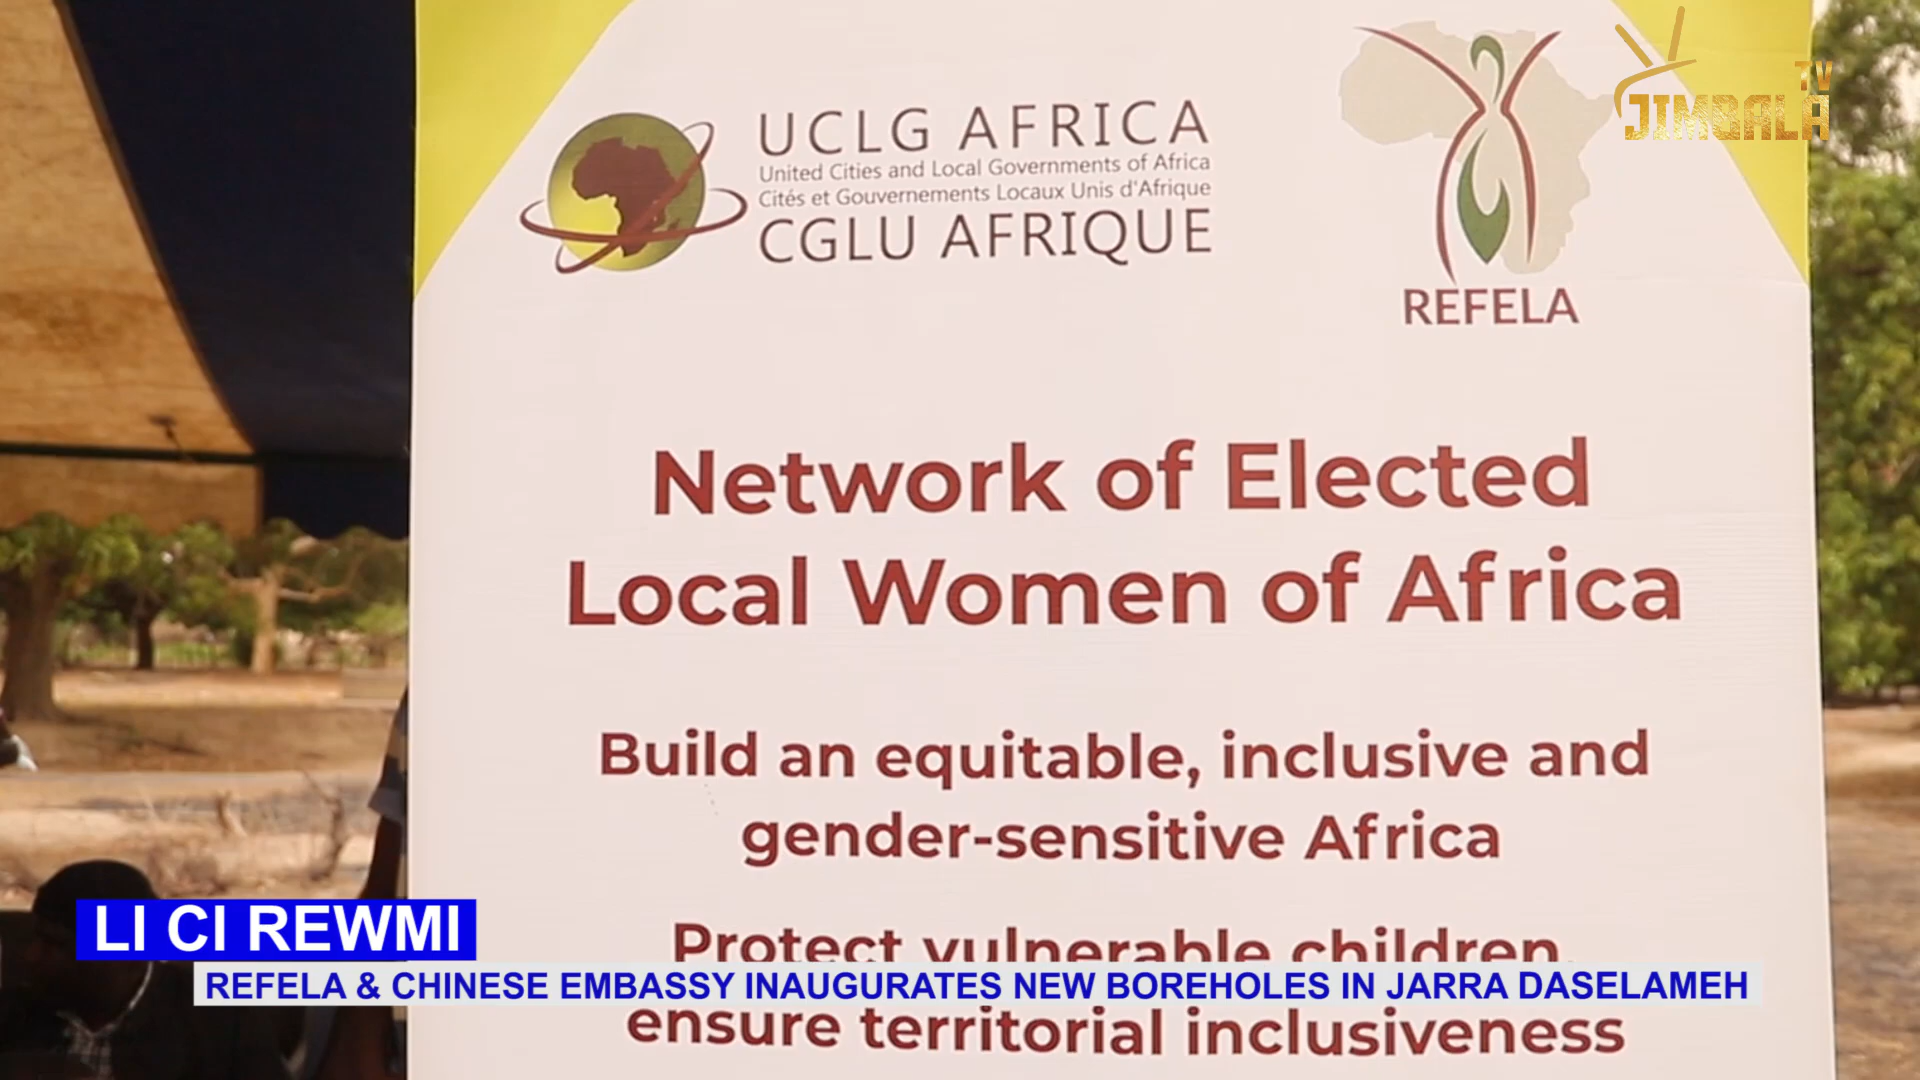 UCLG AFRICA
United Cities and Local Governments of Africa
Cités et Gouvernements Locaux Unis d'Afrique
CGLU AFRIQUE
REFELA
TV
JIMBALA
Network of Elected
Local Women of Africa
Build an equitable, inclusive and
gender-sensitive Africa
Protect vulnerable children,
LI CI REWMI
REFELA & CHINESE EMBASSY INAUGURATES NEW BOREHOLES IN JARRA DASELAMEH
ensure territorial inclusiveness